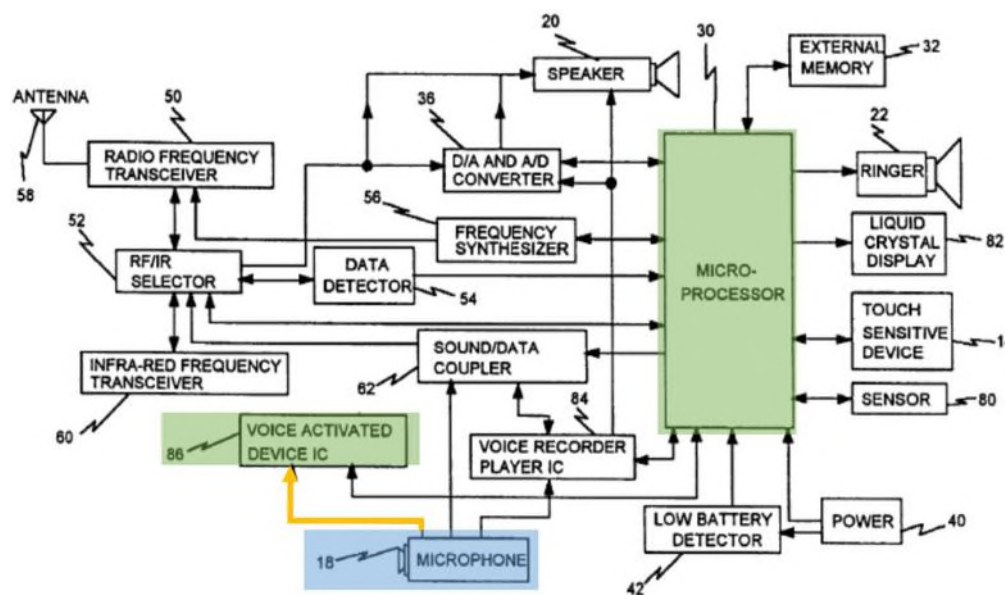 20
SPEAKER
30
EXTERNAL
MEMORY
32
ANTENNA
58
50
RADIO FREQUENCY
TRANSCEIVER
36
D/A AND A/D
CONVERTER
22
RINGER
56
FREQUENCY
SYNTHESIZER
LIQUID
CRYSTAL
DISPLAY
82
52
RF/IR
SELECTOR
DATA
DETECTOR
54
MICRO-
PROCESSOR
TOUCH
SENSITIVE
DEVICE
SOUND/DATA
COUPLER
62
INFRA-RED FREQUENCY
TRANSCEIVER
60
SENSOR
80
84
VOICE ACTIVATED
DEVICE IC
86
VOICE RECORDER
PLAYER IC
LOW BATTERY
DETECTOR
42
POWER
40
18
MICROPHONE